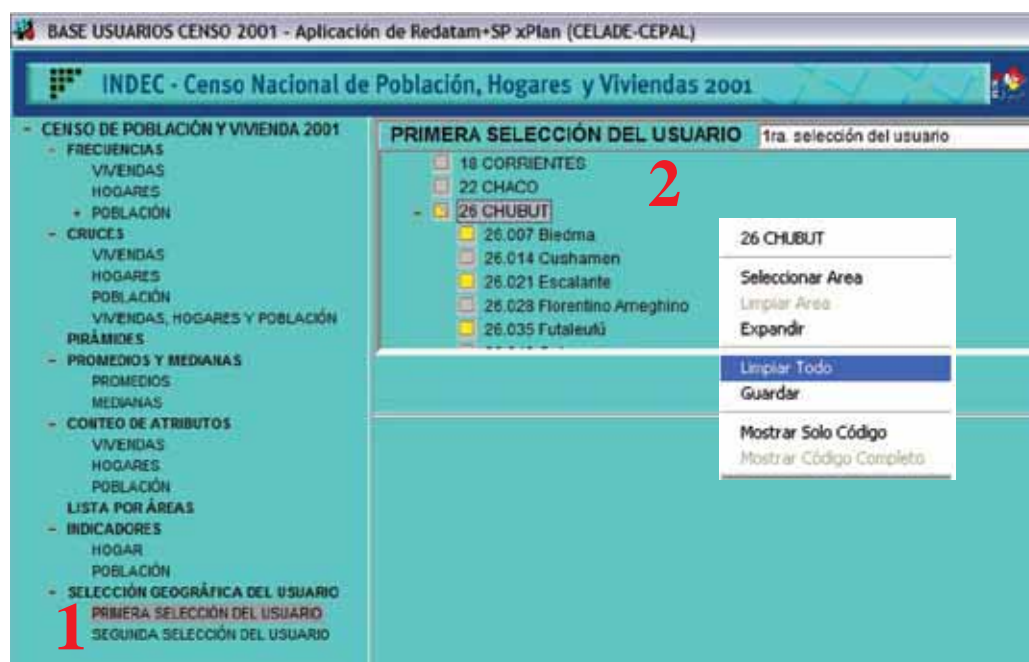 BASE USUARIOS CENSO 2001 - Aplicación de Redatam+SP xPlan (CELADE-CEPAL)
INDEC - Censo Nacional de Población, Hogares y Viviendas 2001
- CENSO DE POBLACIÓN Y VIVIENDA 2001
- FRECUENCIAS
VIVIENDAS
HOGARES
+ POBLACIÓN
- CRUCES
VIVIENDAS
HOGARES
POBLACIÓN
VIVIENDAS, HOGARES Y POBLACIÓN
PIRÁMIDES
- PROMEDIOS Y MEDIANAS
PROMEDIOS
MEDIANAS
- CONTEO DE ATRIBUTOS
VIVIENDAS
HOGARES
POBLACIÓN
LISTA POR ÁREAS
- INDICADORES
HOGAR
POBLACIÓN
- SELECCIÓN GEOGRÁFICA DEL USUARIO
1 PRIMERA SELECCIÓN DEL USUARIO
SEGUNDA SELECCIÓN DEL USUARIO
PRIMERA SELECCIÓN DEL USUARIO 1ra. selección del usuario
18 CORRIENTES
2
22 CHACO
- 26 CHUBUT
26.007 Biedma
26.014 Cushamen
26.021 Escalante
26.028 Florentino Ameghino
26.035 Futaleufú
26 CHUBUT
Seleccionar Area
Limpiar Area
Expandir
Limpiar Todo
Guardar
Mostrar Solo Código
Mostrar Código Completo